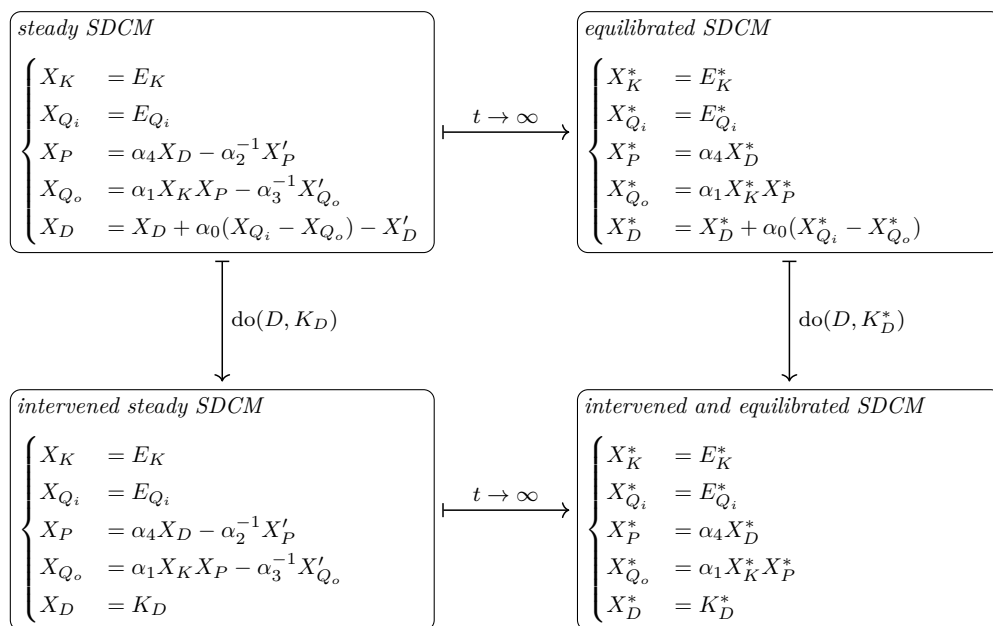 steady SDCM
X_K = E_K
X_{Q_i} = E_{Q_i}
X_P = α_4 X_D − α_2^{−1} X'_P
X_{Q_o} = α_1 X_K X_P − α_3^{−1} X'_{Q_o}
X_D = X_D + α_0(X_{Q_i} − X_{Q_o}) − X'_D
t → ∞
equilibrated SDCM
X^*_K = E^*_K
X^*_{Q_i} = E^*_{Q_i}
X^*_P = α_4 X^*_D
X^*_{Q_o} = α_1 X^*_K X^*_P
X^*_D = X^*_D + α_0(X^*_{Q_i} − X^*_{Q_o})
do(D, K_D)
do(D, K^*_D)
intervened steady SDCM
X_K = E_K
X_{Q_i} = E_{Q_i}
X_P = α_4 X_D − α_2^{−1} X'_P
X_{Q_o} = α_1 X_K X_P − α_3^{−1} X'_{Q_o}
X_D = K_D
t → ∞
intervened and equilibrated SDCM
X^*_K = E^*_K
X^*_{Q_i} = E^*_{Q_i}
X^*_P = α_4 X^*_D
X^*_{Q_o} = α_1 X^*_K X^*_P
X^*_D = K^*_D